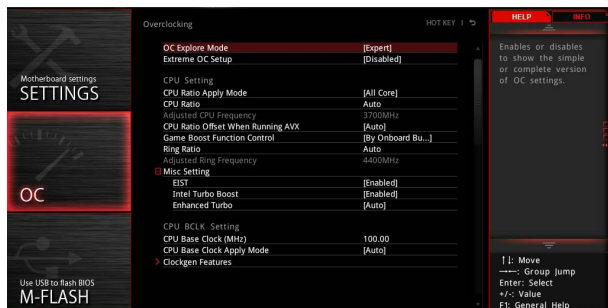 Motherboard settings
SETTINGS
OC
Use USB to flash BIOS
M-FLASH
Overclocking
HOT KEY |
OC Explore Mode [Expert]
Extreme OC Setup [Disabled]
CPU Setting
CPU Ratio Apply Mode [All Core]
CPU Ratio Auto
Adjusted CPU Frequency 3700MHz
CPU Ratio Offset When Running AVX [Auto]
Game Boost Function Control [By Onboard Bu...]
Ring Ratio Auto
Adjusted Ring Frequency 4400MHz
Misc Setting
EIST [Enabled]
Intel Turbo Boost [Enabled]
Enhanced Turbo [Auto]
CPU BCLK Setting
CPU Base Clock (MHz) 100.00
CPU Base Clock Apply Mode [Auto]
Clockgen Features
HELP INFO
Enables or disables
to show the simple
or complete version
of OC settings.
↑↓: Move
→←: Group Jump
Enter: Select
+/-: Value
F1: General Help